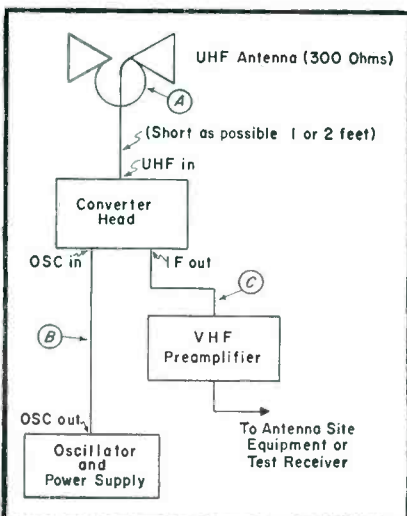 UHF Antenna (300 Ohms)
A
(Short as possible 1 or 2 feet)
UHF in
Converter
Head
OSC in
IF out
C
B
VHF
Preamplifier
OSC out
To Antenna Site
Equipment or
Test Receiver
Oscillator
and
Power Supply